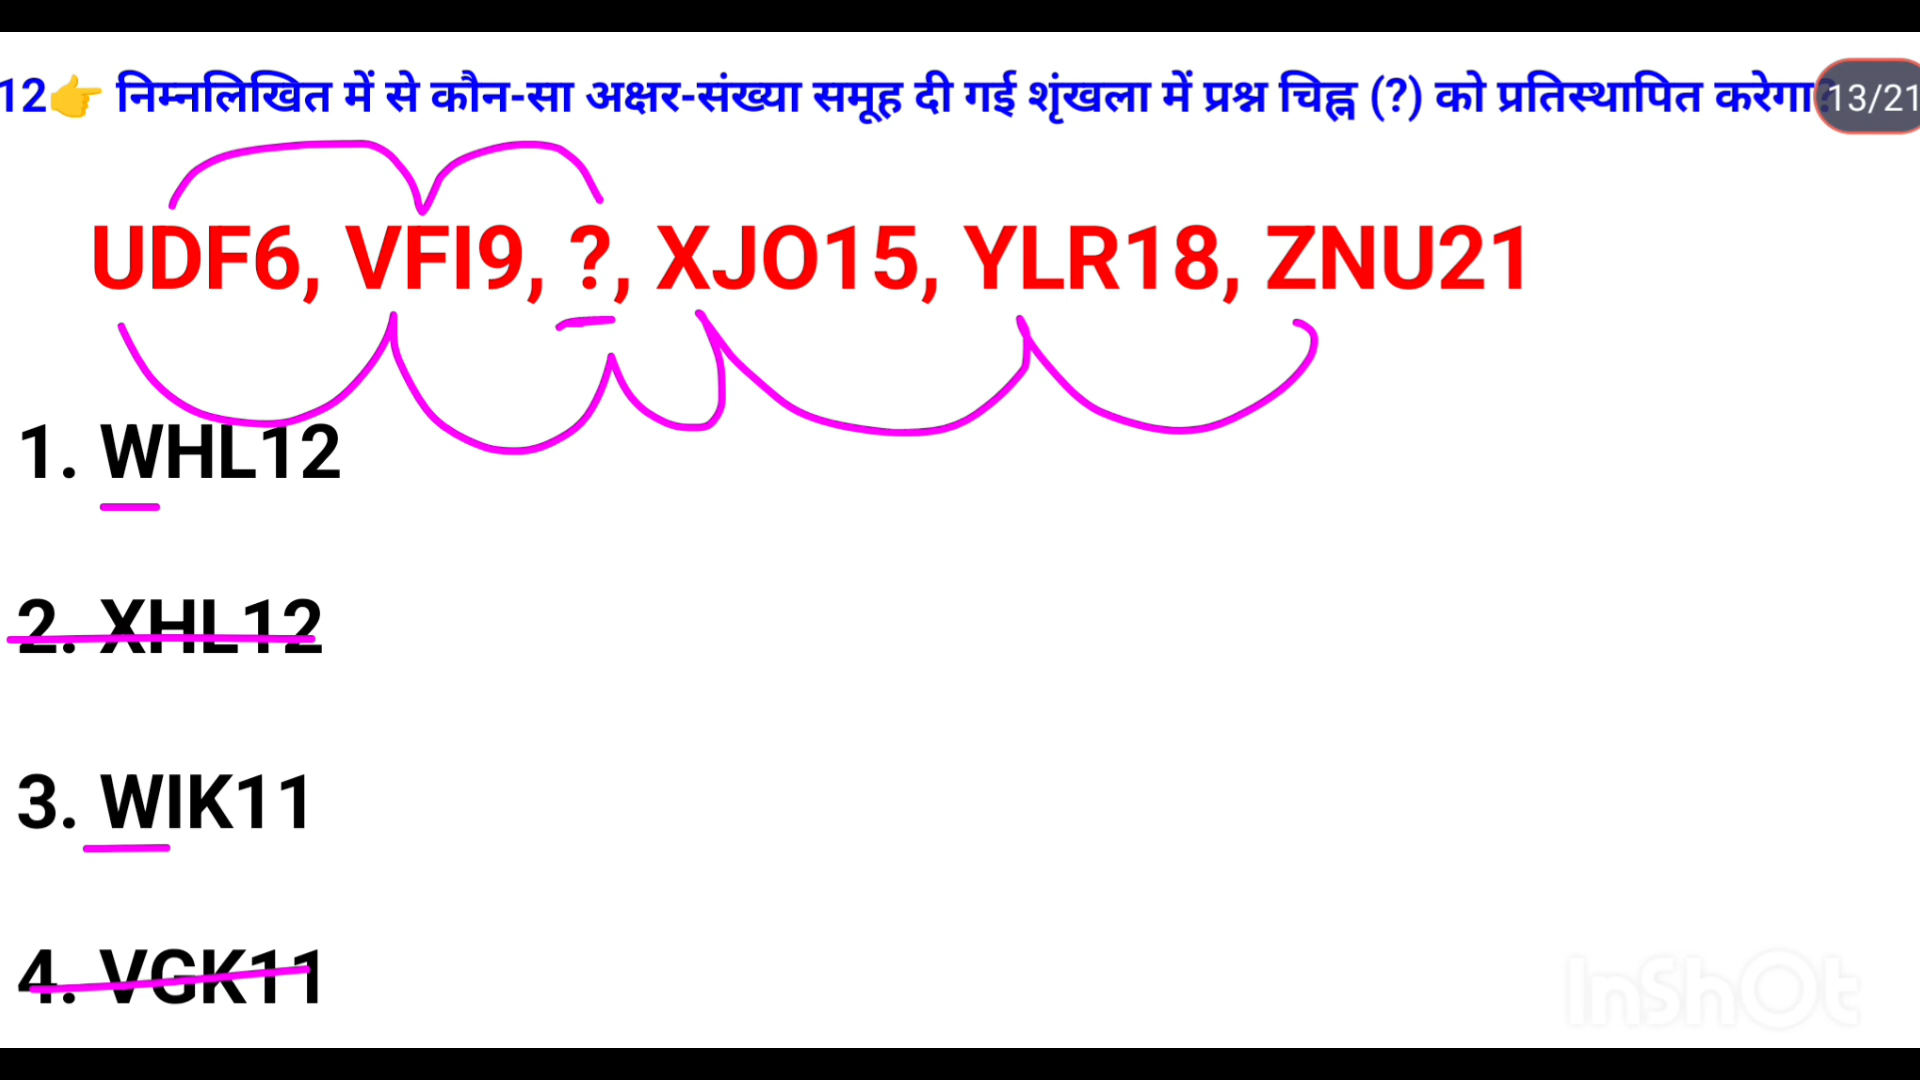 12👉 निम्नलिखित में से कौन-सा अक्षर-संख्या समूह दी गई शृंखला में प्रश्न चिह्न (?) को प्रतिस्थापित करेगा?
13/21
UDF6, VFI9, ?, XJO15, YLR18, ZNU21
1. WHL12
2. XHL12
3. WIK11
4. VGK11
InShOt